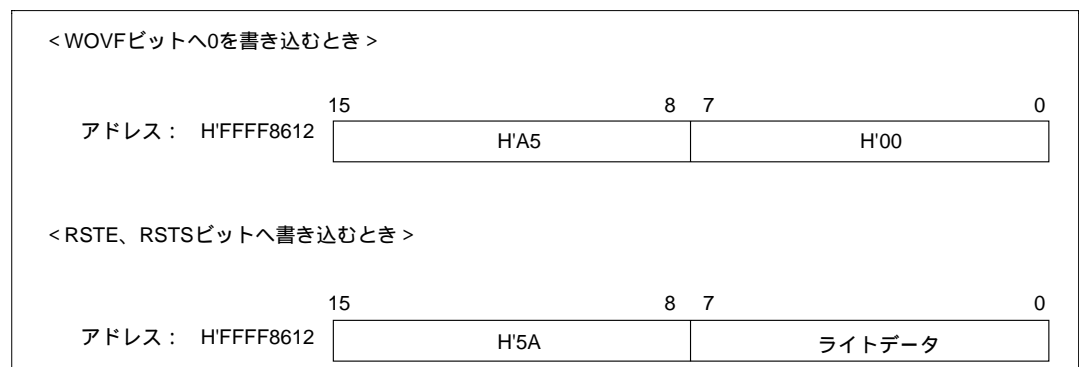 <WOVFビットへ0を書き込むとき>
15 8 7 0
アドレス： H'FFFF8612 H'A5 H'00
<RSTE、RSTSビットへ書き込むとき>
15 8 7 0
アドレス： H'FFFF8612 H'5A ライトデータ